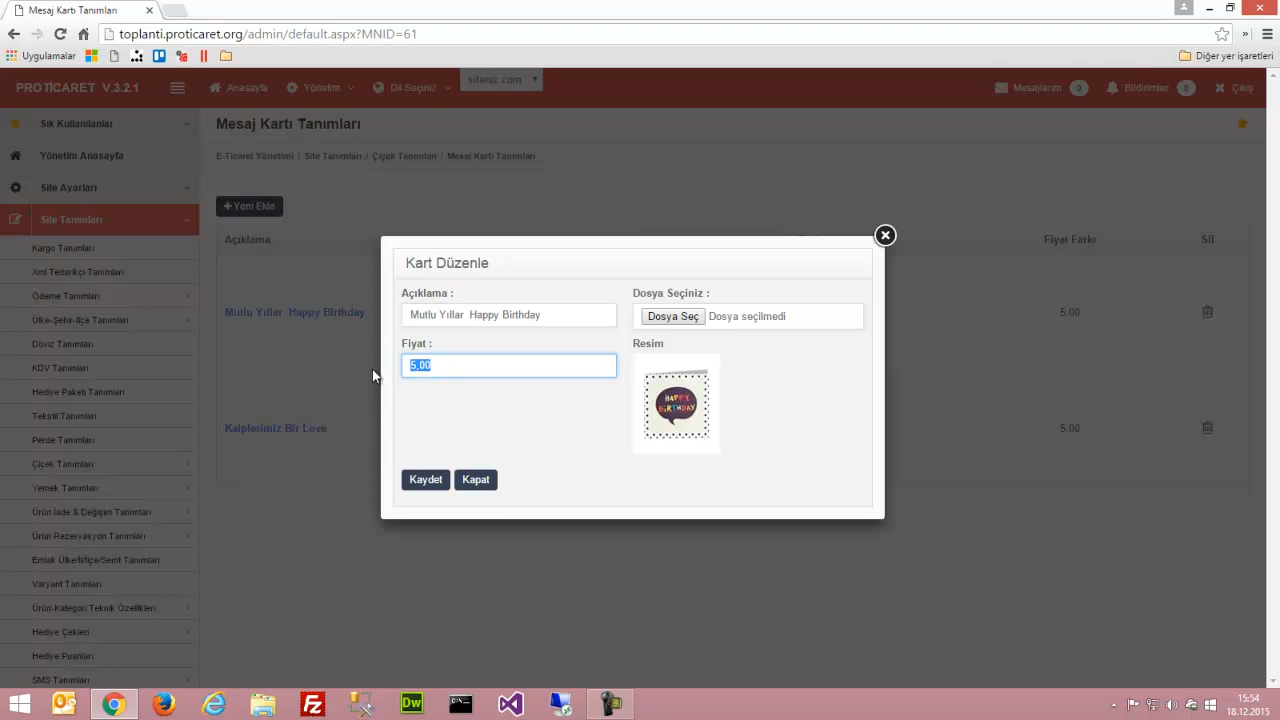 Mesaj Kartı Tanımları
toplanti.proticaret.org/admin/default.aspx?MNID=61
Uygulamalar
Diğer yer işaretleri
PROTİCARET V.3.2.1
Anasayfa
Yönetim
Dil Seçiniz
siteniz.com
Mesajlarım 0
Bildirimler 0
Çıkış
Sık Kullanılanlar
Yönetim Anasayfa
Site Ayarları
Site Tanımları
Kargo Tanımları
Xml Tedarikçi Tanımları
Ödeme Tanımları
Ülke-Şehir-İlçe Tanımları
Döviz Tanımları
KDV Tanımları
Hediye Paketi Tanımları
Tekstil Tanımları
Perde Tanımları
Çiçek Tanımları
Yemek Tanımları
Ürün İade & Değişim Tanımları
Ürün Rezervasyon Tanımları
Emlak Ülke/İl/İlçe/Semt Tanımları
Varyant Tanımları
Ürün-Kategori Teknik Özellikleri
Hediye Çekleri
Hediye Puanları
SMS Tanımları
Mesaj Kartı Tanımları
E-Ticaret Yönetimi / Site Tanımları / Çiçek Tanımları / Mesaj Kartı Tanımları
Yeni Ekle
Açıklama
Fiyat Farkı
Sil
Mutlu Yıllar Happy Birthday
5.00
Kalplerimiz Bir Love
5.00
Kart Düzenle
Açıklama :
Mutlu Yıllar Happy Birthday
Dosya Seçiniz :
Dosya Seç Dosya seçilmedi
Fiyat :
5,00
Resim
HAPPY
BIRTHDAY
Kaydet
Kapat
15:54
18.12.2015